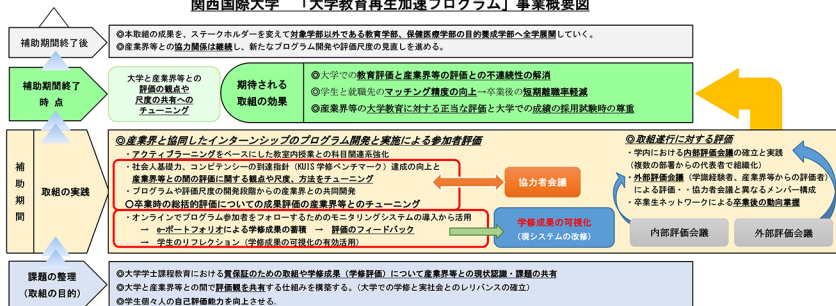 関西国際大学 「大学教育再生加速プログラム」事業概要図
補助期間終了後
◎本取組の成果を、ステークホルダーを変えて対象学部以外である教育学部、保健医療学部の目的養成学部へ全学展開していく。
◎産業界等との協力関係は継続し、新たなプログラム開発や評価尺度の見直しを進める。
補助期間終了
時 点
大学と産業界等との
評価の観点や
尺度の共有への
チューニング
期待される
取組の効果
◎大学での教育評価と産業界等の評価との不連続性の解消
◎学生と就職先のマッチング精度の向上→卒業後の短期離職率軽減
◎産業界等の大学教育に対する正当な評価と大学での成績の採用試験時の尊重
補
助
期
間
取組の実践
◎産業界と協同したインターンシップのプログラム開発と実施による参加者評価
・アクティブラーニングをベースにした教室内授業との科目関連系強化
・社会人基礎力、コンピテンシーの到達指針（KUIS 学修ベンチマーク）達成の向上と
産業界等との間の評価に関する観点や尺度、方法をチューニング
・プログラムや評価尺度の開発段階からの産業界との共同開発
〇卒業時の総括的評価についての成果評価の産業界等とのチューニング
・オンラインでプログラム参加者をフォローするためのモニタリングシステムの導入から活用
→ e-ポートフォリオによる学修成果の蓄積 → 評価のフィードバック
→ 学生のリフレクション（学修成果の可視化の有効活用）
協力者会議
学修成果の可視化
（現システムの改修）
◎取組遂行に対する評価
・学内における内部評価会議の確立と実践
（複数の部署からの代表者で組織化）
・外部評価会議（学識経験者、産業界等からの評価者）
による評価・・協力者会議と異なるメンバー構成
・卒業生ネットワークによる卒業後の動向掌握
内部評価会議
外部評価会議
課題の整理
（取組の目的）
◎大学学士課程教育における質保証のための取組や学修成果（学修評価）について産業界等との現状認識・課題の共有
◎大学と産業界等との間で評価観を共有する仕組みを構築する。（大学での学修と実社会とのレリバンスの確立）
◎学生個人の自己評価能力を向上させる。